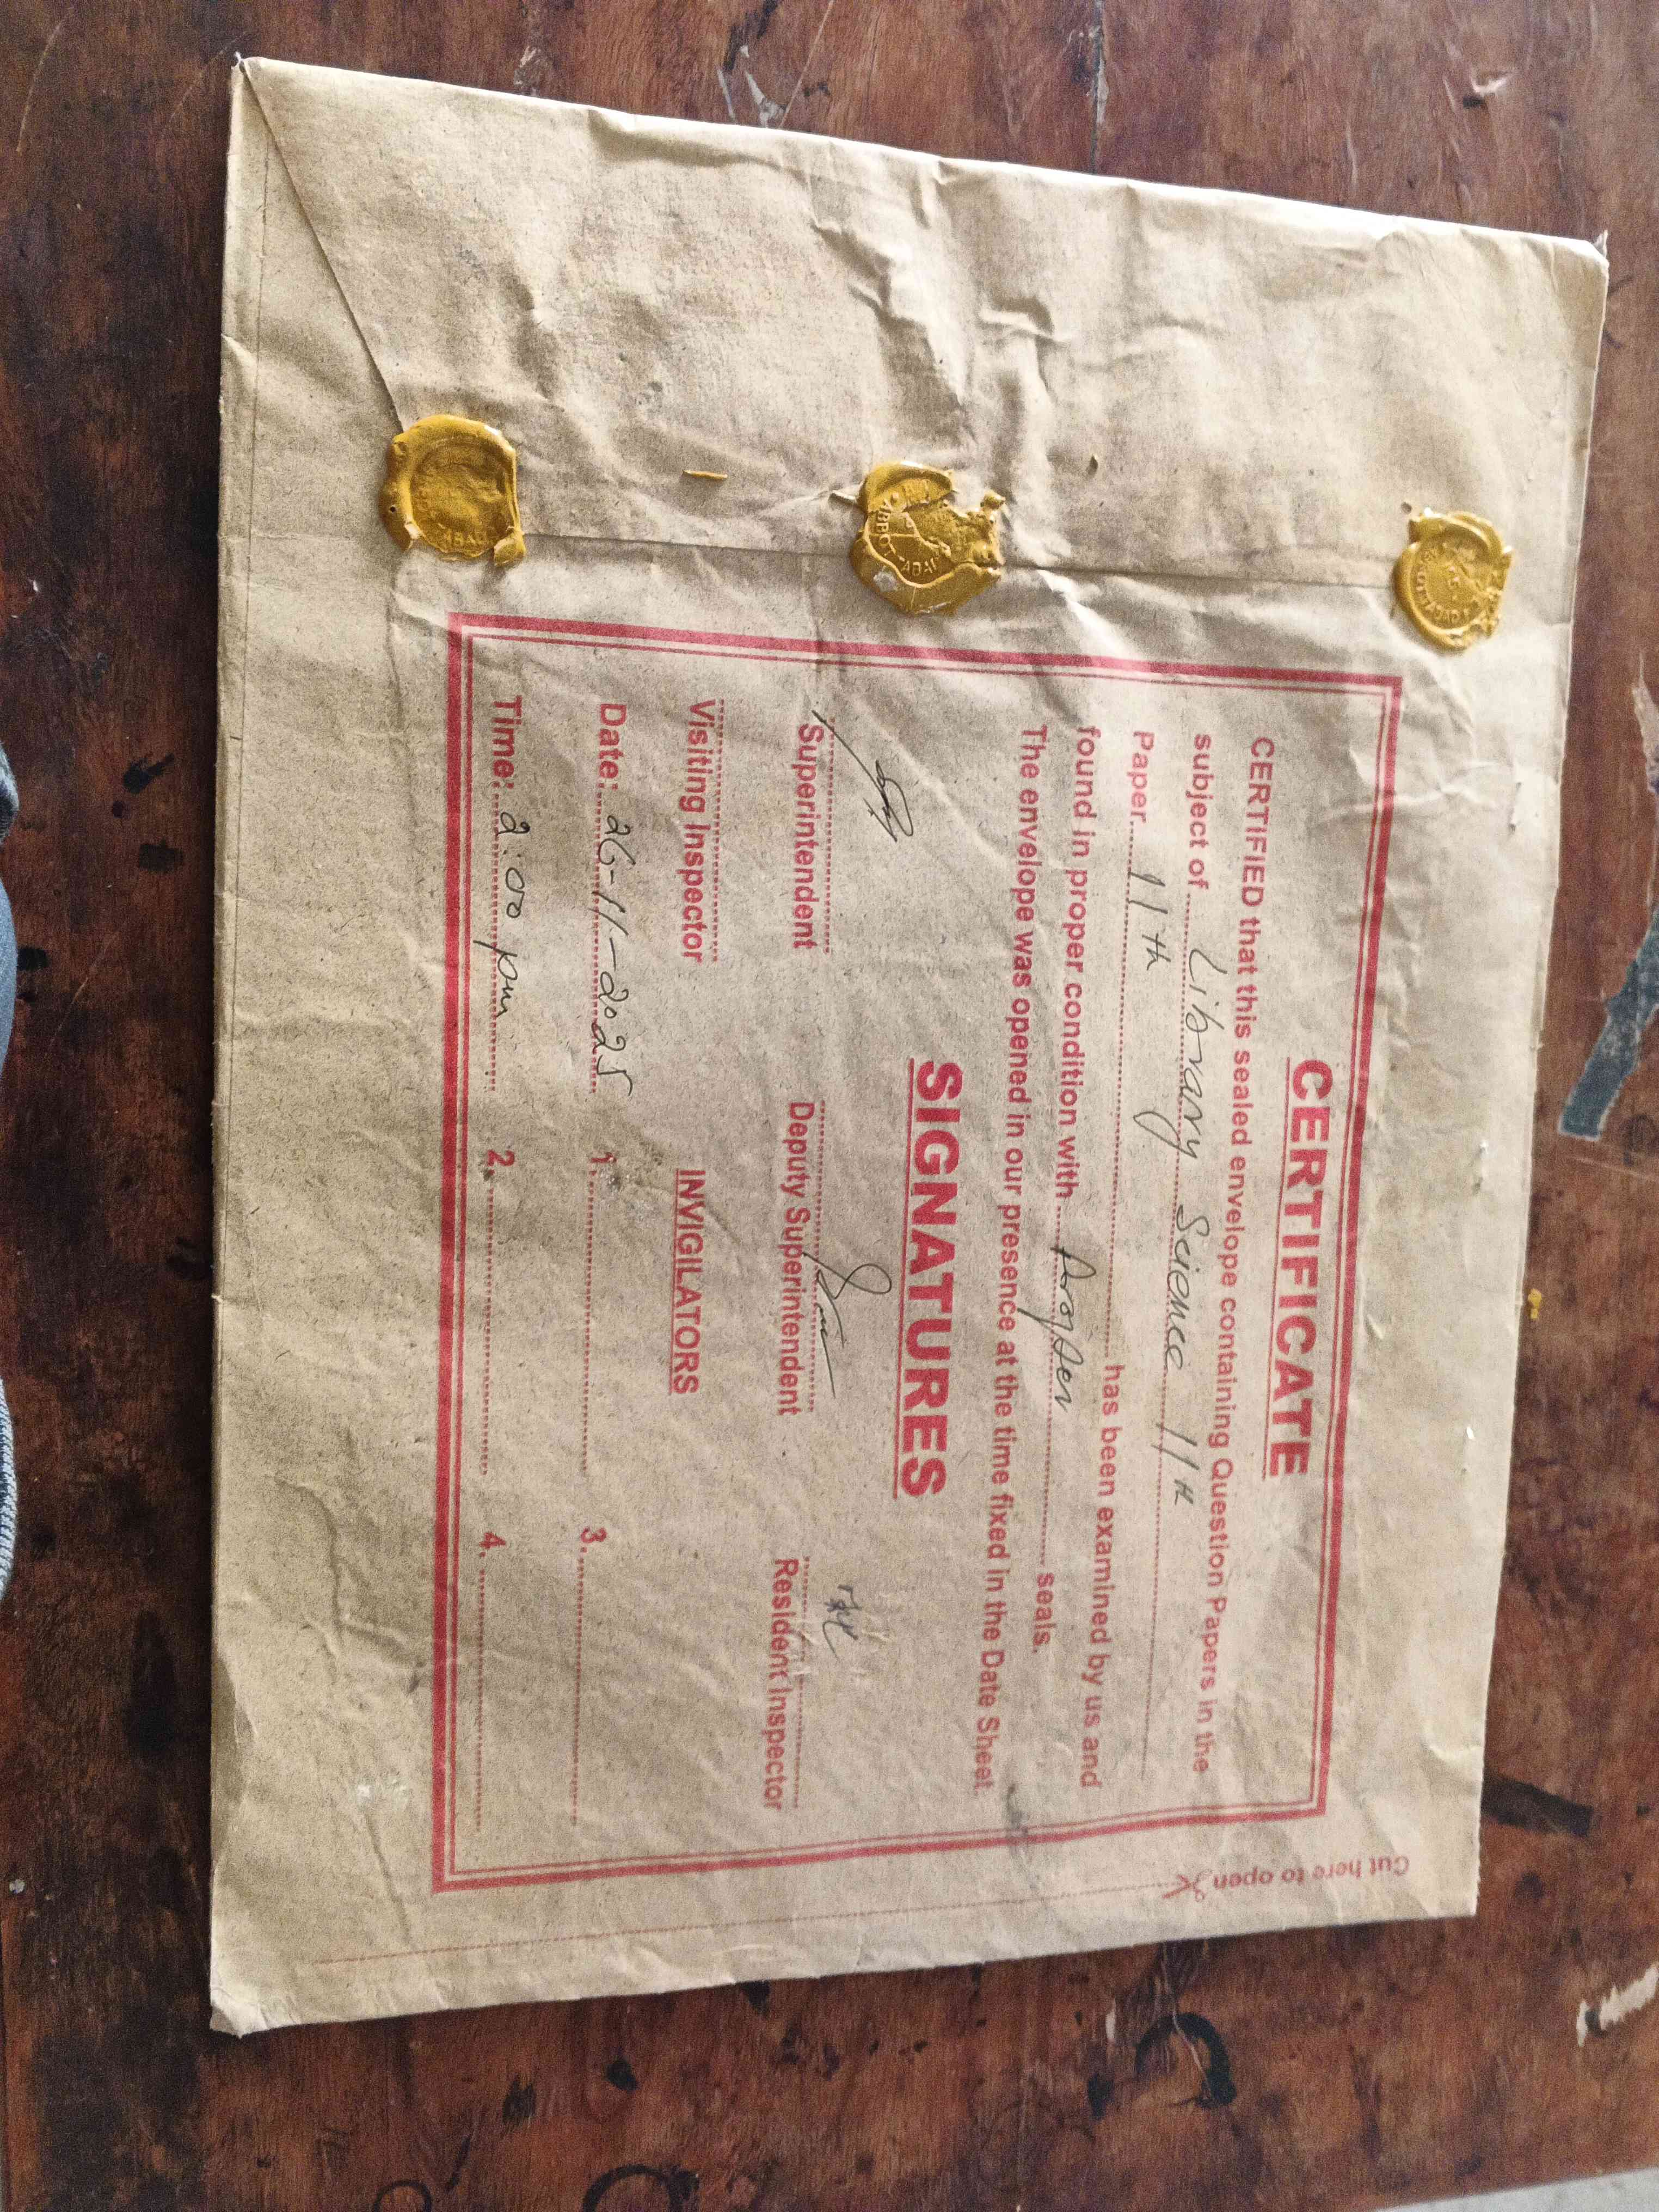 CERTIFICATE
CERTIFIED that this sealed envelope containing Question Papers in the
subject of Library Science 11th
Paper 11th has been examined by us and
found in proper condition with Proper seals.
The envelope was opened in our presence at the time fixed in the Date Sheet.
SIGNATURES
Superintendent Deputy Superintendent Resident Inspector
Visiting Inspector INVIGILATORS
Date: 26-11-2025 1. 3.
Time: 2:00 pm 2. 4.
Cut here to open